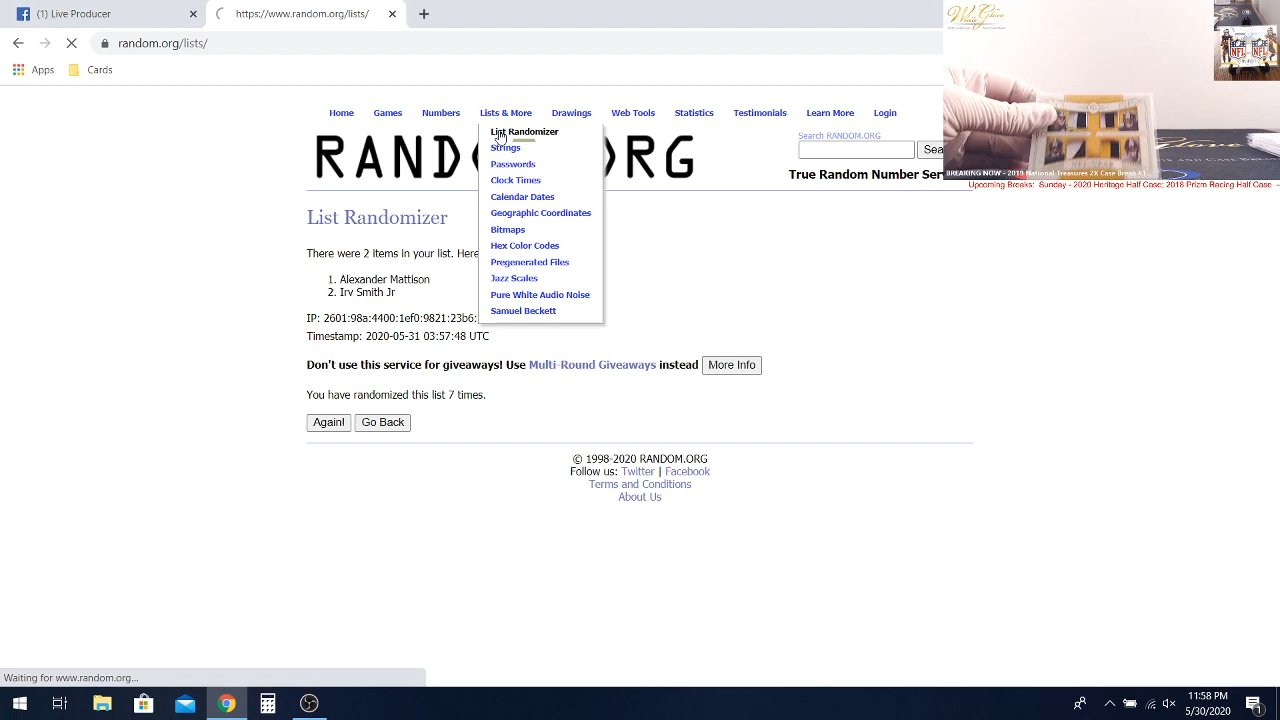 (1) Facebook
https://www.random.org/lists/
random.org/lists/
Apps
Cards
Home
Games
Numbers
Lists & More
Drawings
Web Tools
Statistics
Testimonials
Learn More
Login
List Randomizer
Strings
Passwords
Clock Times
Calendar Dates
Geographic Coordinates
Bitmaps
Hex Color Codes
Pregenerated Files
Jazz Scales
Pure White Audio Noise
Samuel Beckett
Search RANDOM.ORG
Sea
True Random Number Ser
List Randomizer
There were 2 items in your list. Here
1. Alexander Mattison
2. Irv Smith Jr
IP: 2601:98a:4400:1ef0:9821:23b6:
Timestamp: 2020-05-31 03:57:48 UTC
Don't use this service for giveaways! Use Multi-Round Giveaways instead
More Info
You have randomized this list 7 times.
Again!
Go Back
© 1998-2020 RANDOM.ORG
Follow us: Twitter | Facebook
Terms and Conditions
About Us
Waiting for www.random.org...
White Glove
NFL NFL
BREAKING NOW - 2019 National Treasures 2X Case Break #1
Upcoming Breaks: Sunday - 2020 Heritage Half Case; 2018 Prizm Racing Half Case
11:58 PM
5/30/2020
1